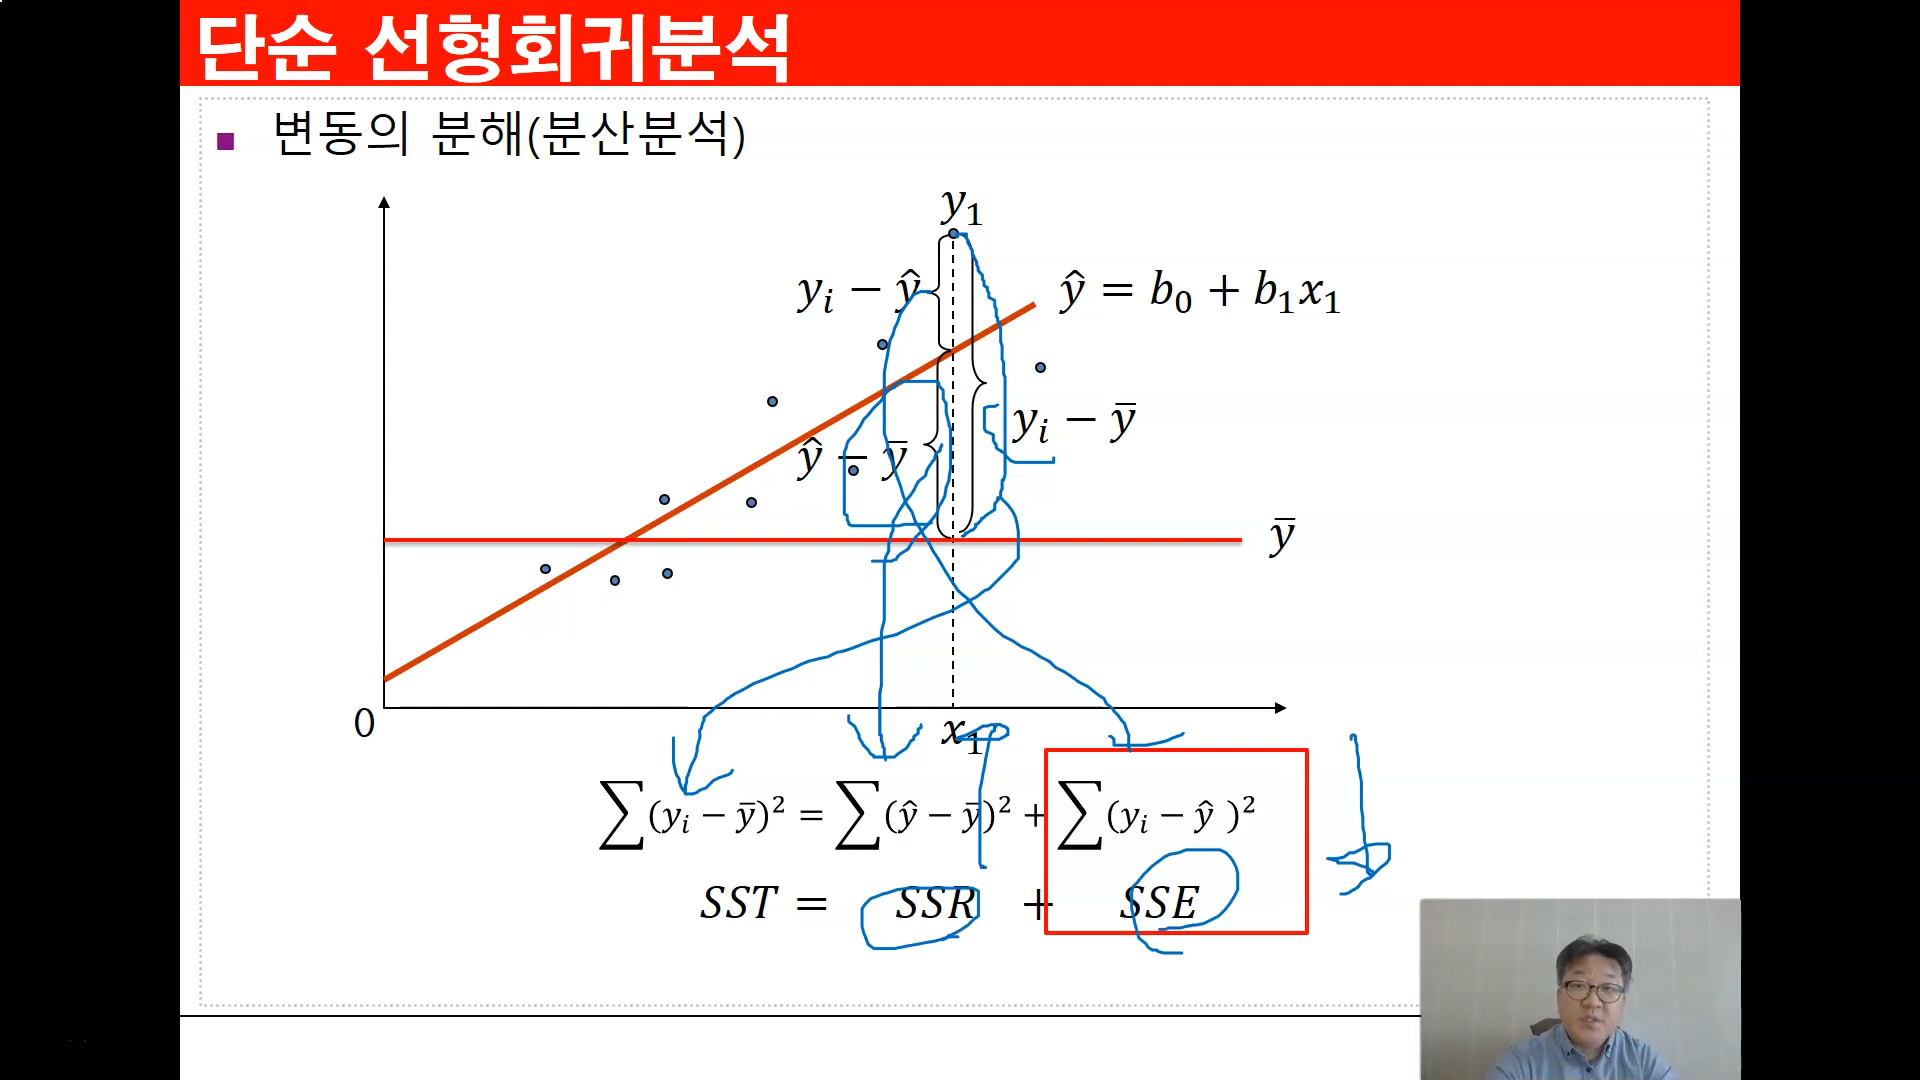 단순 선형회귀분석
■ 변동의 분해(분산분석)
y₁
yᵢ − ŷ
ŷ = b₀ + b₁x₁
yᵢ − ȳ
ŷ − ȳ
ȳ
0
x₁
∑(yᵢ − ȳ)² = ∑(ŷ − ȳ)² + ∑(yᵢ − ŷ )²
SST = SSR + SSE